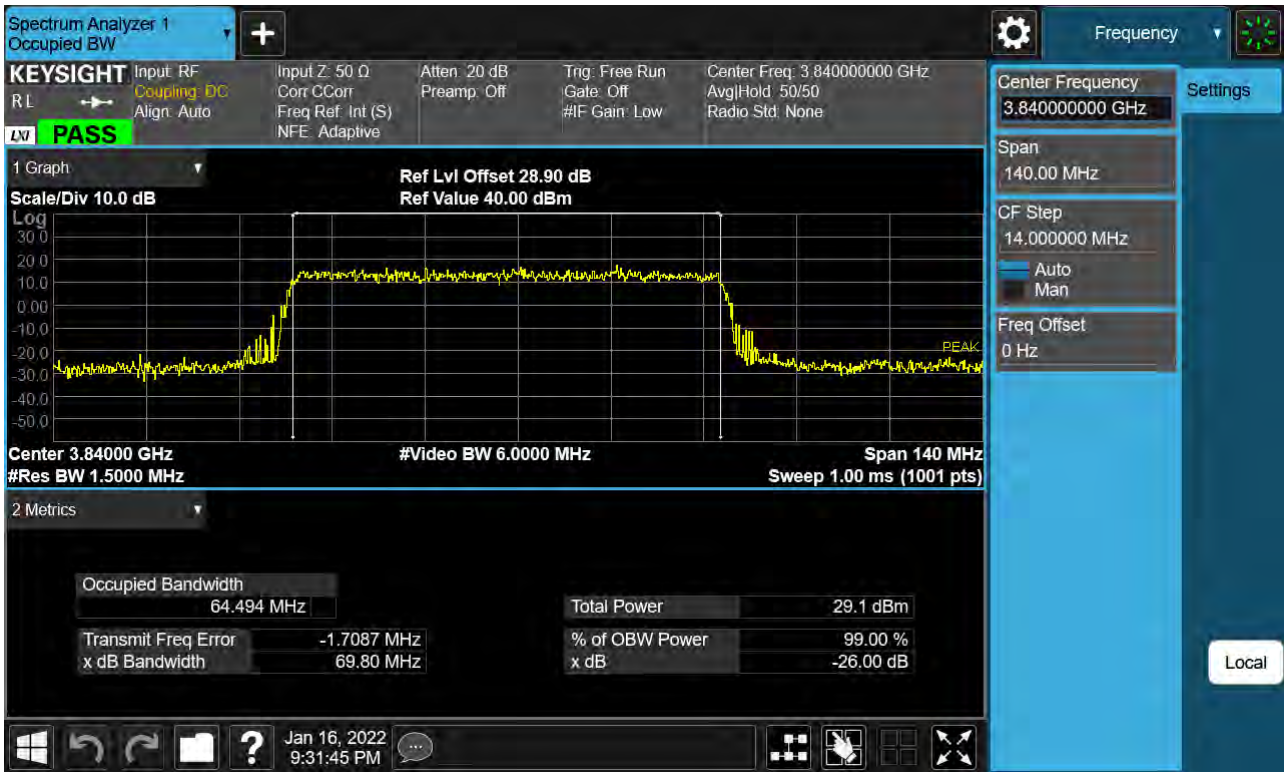 Spectrum Analyzer 1
Occupied BW
+
Frequency
KEYSIGHT
R L
LXI PASS
Input: RF
Coupling: DC
Align: Auto
Input Z: 50 Ω
Corr CCorr
Freq Ref: Int (S)
NFE: Adaptive
Atten: 20 dB
Preamp: Off
Trig: Free Run
Gate: Off
#IF Gain: Low
Center Freq: 3.840000000 GHz
Avg|Hold: 50/50
Radio Std: None
Center Frequency
3.840000000 GHz
Settings
Span
140.00 MHz
CF Step
14.000000 MHz
Auto
Man
Freq Offset
0 Hz
1 Graph
Scale/Div 10.0 dB
Ref Lvl Offset 28.90 dB
Ref Value 40.00 dBm
Log
30.0
20.0
10.0
0.00
-10.0
-20.0
-30.0
-40.0
-50.0
PEAK
Center 3.84000 GHz
#Video BW 6.0000 MHz
Span 140 MHz
#Res BW 1.5000 MHz
Sweep 1.00 ms (1001 pts)
2 Metrics
Occupied Bandwidth
64.494 MHz
Total Power 29.1 dBm
Transmit Freq Error -1.7087 MHz
% of OBW Power 99.00 %
x dB Bandwidth 69.80 MHz
x dB -26.00 dB
Local
?
Jan 16, 2022
9:31:45 PM